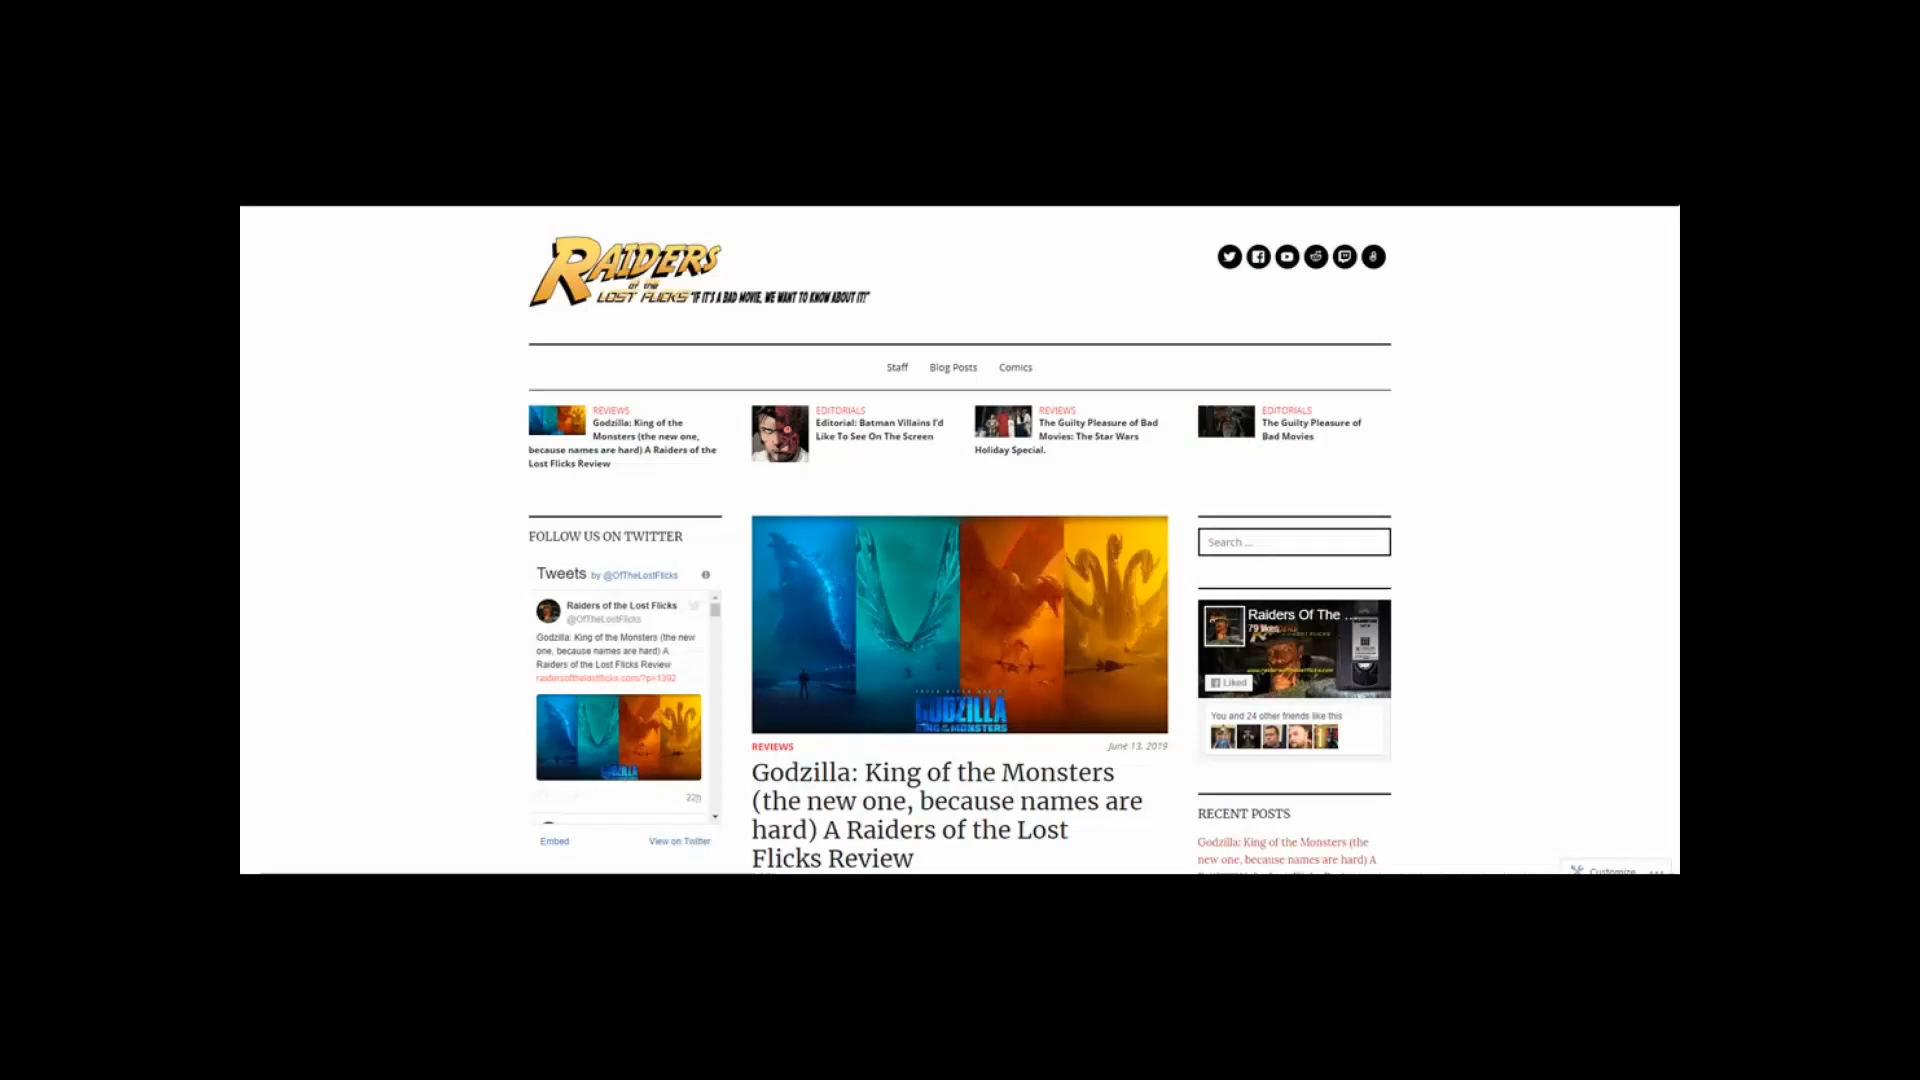 RAIDERS
of the
LOST FLICKS "IF IT'S A BAD MOVIE, WE WANT TO KNOW ABOUT IT!"
Staff Blog Posts Comics
REVIEWS
Godzilla: King of the
Monsters (the new one,
because names are hard) A Raiders of the
Lost Flicks Review
EDITORIALS
Editorial: Batman Villains I'd
Like To See On The Screen
REVIEWS
The Guilty Pleasure of Bad
Movies: The Star Wars
Holiday Special.
EDITORIALS
The Guilty Pleasure of
Bad Movies
FOLLOW US ON TWITTER
Tweets by @OfTheLostFlicks
Raiders of the Lost Flicks
@OfTheLostFlicks
Godzilla: King of the Monsters (the new
one, because names are hard) A
Raiders of the Lost Flicks Review
raidersofthelostflicks.com/?p=1392
22h
Embed View on Twitter
GODZILLA
KING OF THE MONSTERS
REVIEWS June 13, 2019
Godzilla: King of the Monsters
(the new one, because names are
hard) A Raiders of the Lost
Flicks Review
Search ...
Raiders Of The ...
79 likes
Liked
You and 24 other friends like this
RECENT POSTS
Godzilla: King of the Monsters (the
new one, because names are hard) A
Customize